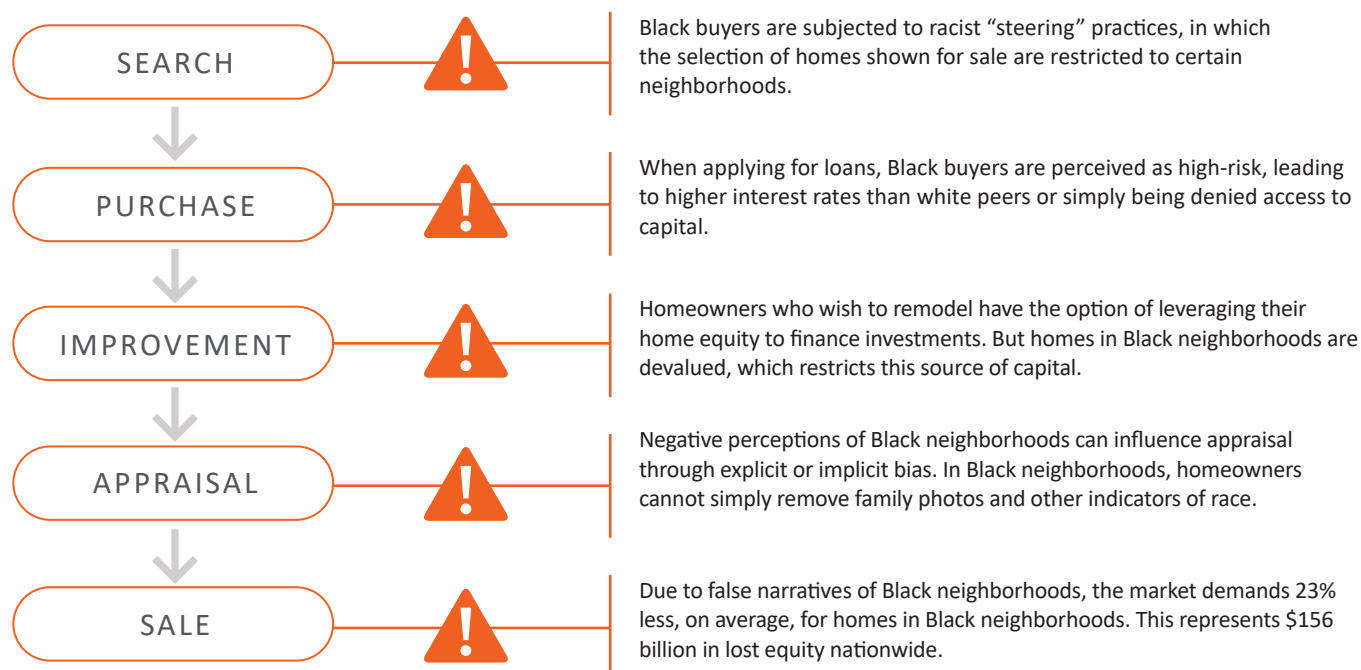 SEARCH
Black buyers are subjected to racist “steering” practices, in which
the selection of homes shown for sale are restricted to certain
neighborhoods.
PURCHASE
When applying for loans, Black buyers are perceived as high-risk, leading
to higher interest rates than white peers or simply being denied access to
capital.
IMPROVEMENT
Homeowners who wish to remodel have the option of leveraging their
home equity to finance investments. But homes in Black neighborhoods are
devalued, which restricts this source of capital.
APPRAISAL
Negative perceptions of Black neighborhoods can influence appraisal
through explicit or implicit bias. In Black neighborhoods, homeowners
cannot simply remove family photos and other indicators of race.
SALE
Due to false narratives of Black neighborhoods, the market demands 23%
less, on average, for homes in Black neighborhoods. This represents $156
billion in lost equity nationwide.